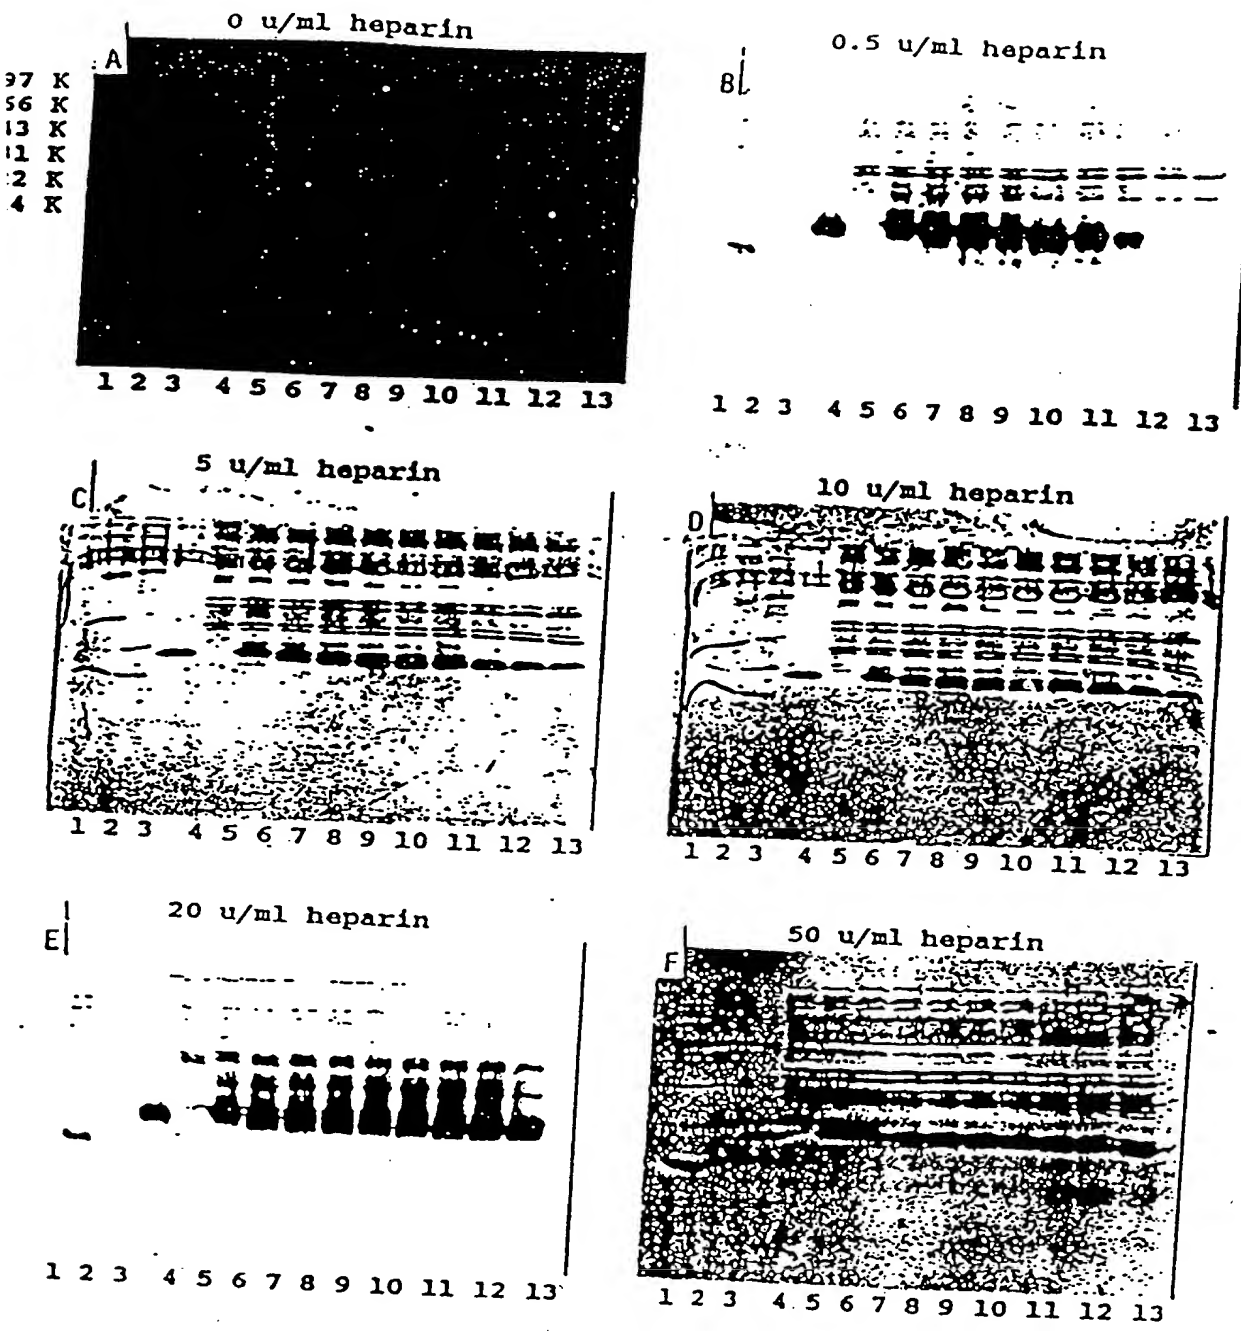 0 u/ml heparin
A
97 K
66 K
43 K
31 K
22 K
14 K
1 2 3 4 5 6 7 8 9 10 11 12 13
0.5 u/ml heparin
B
1 2 3 4 5 6 7 8 9 10 11 12 13
5 u/ml heparin
C
1 2 3 4 5 6 7 8 9 10 11 12 13
10 u/ml heparin
D
1 2 3 4 5 6 7 8 9 10 11 12 13
20 u/ml heparin
E
1 2 3 4 5 6 7 8 9 10 11 12 13
50 u/ml heparin
F
1 2 3 4 5 6 7 8 9 10 11 12 13